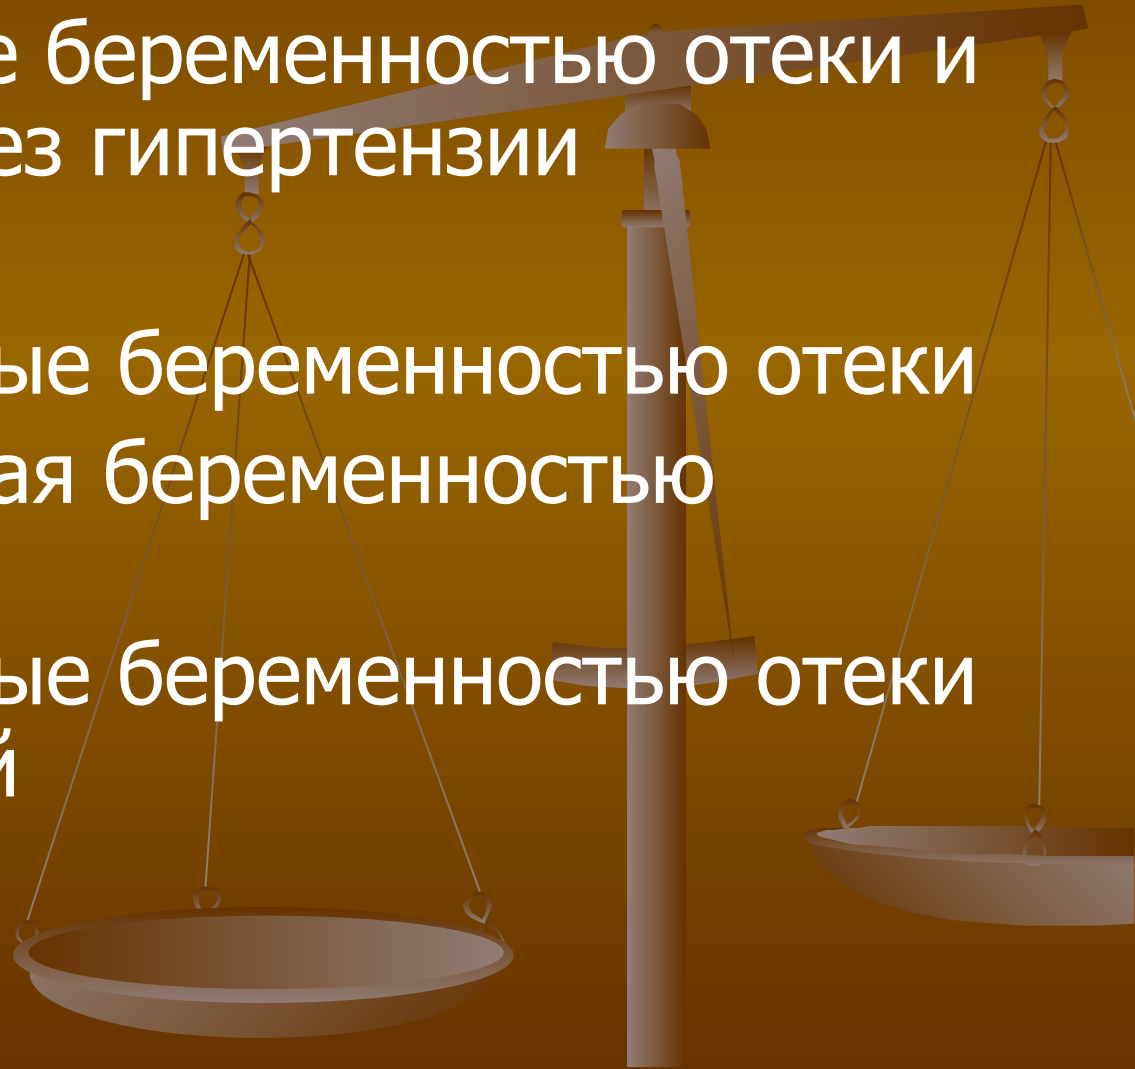 е беременностью отеки и
ез гипертензии
ые беременностью отеки
ая беременностью
ые беременностью отеки
й